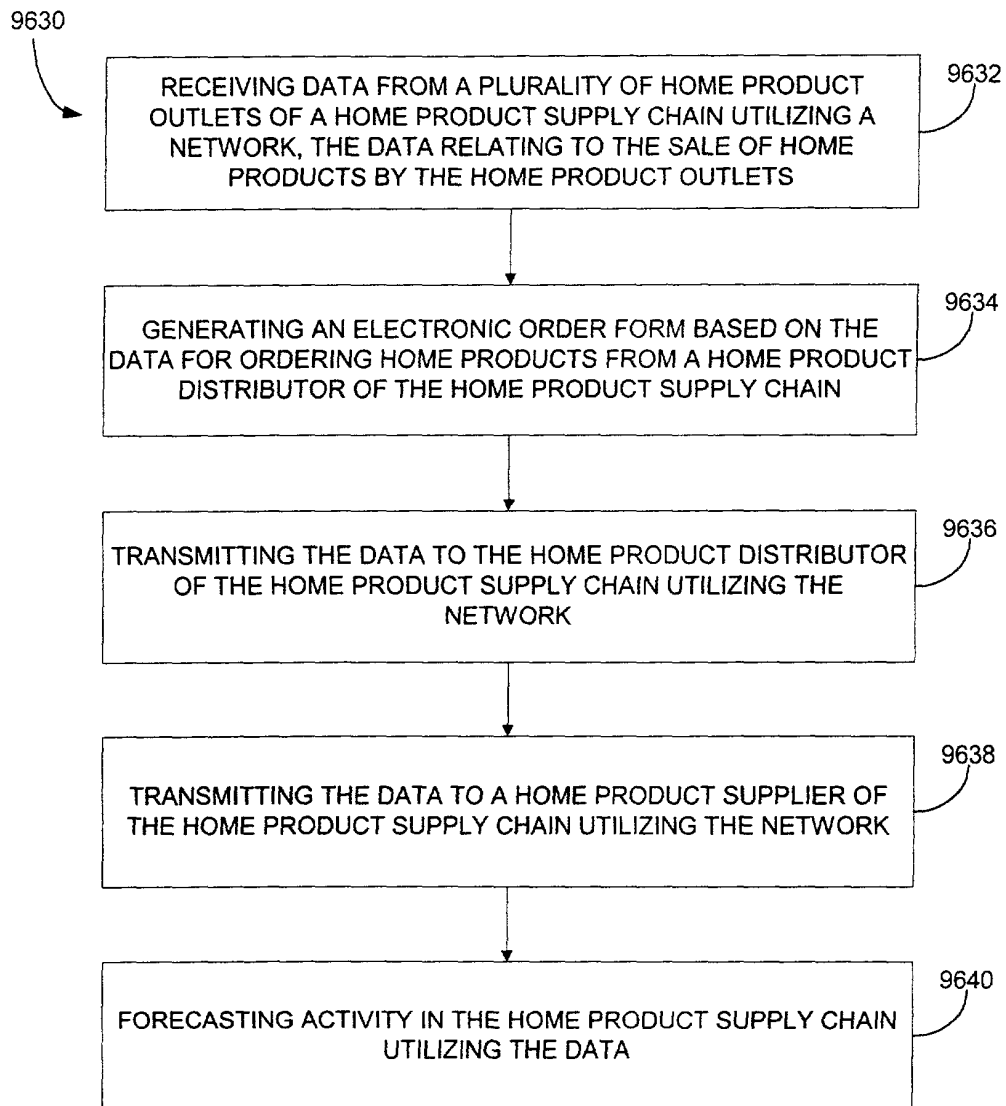 9630
RECEIVING DATA FROM A PLURALITY OF HOME PRODUCT
OUTLETS OF A HOME PRODUCT SUPPLY CHAIN UTILIZING A
NETWORK, THE DATA RELATING TO THE SALE OF HOME
PRODUCTS BY THE HOME PRODUCT OUTLETS
9632
GENERATING AN ELECTRONIC ORDER FORM BASED ON THE
DATA FOR ORDERING HOME PRODUCTS FROM A HOME PRODUCT
DISTRIBUTOR OF THE HOME PRODUCT SUPPLY CHAIN
9634
TRANSMITTING THE DATA TO THE HOME PRODUCT DISTRIBUTOR
OF THE HOME PRODUCT SUPPLY CHAIN UTILIZING THE
NETWORK
9636
TRANSMITTING THE DATA TO A HOME PRODUCT SUPPLIER OF
THE HOME PRODUCT SUPPLY CHAIN UTILIZING THE NETWORK
9638
FORECASTING ACTIVITY IN THE HOME PRODUCT SUPPLY CHAIN
UTILIZING THE DATA
9640